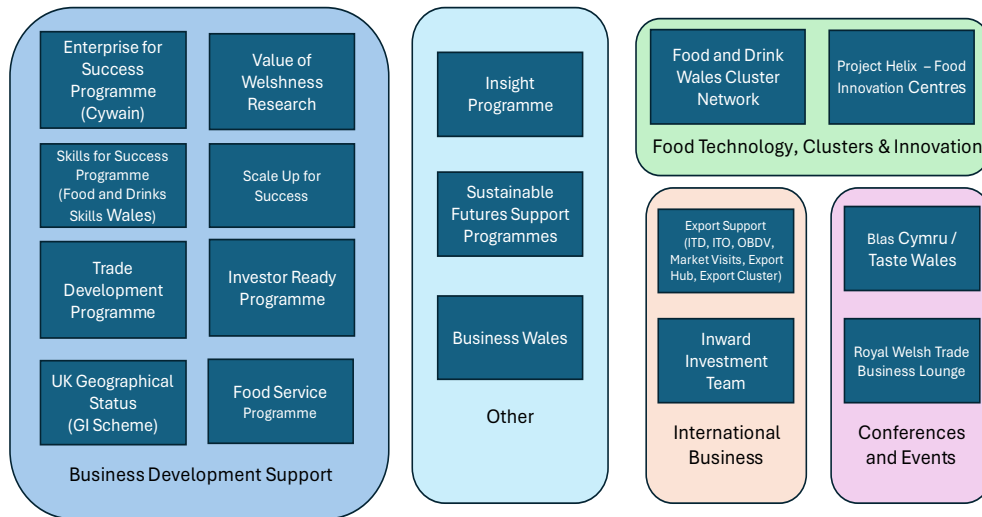 Enterprise for
Success
Programme
(Cywain)
Value of
Welshness
Research
Skills for Success
Programme
(Food and Drinks
Skills Wales)
Scale Up for
Success
Trade
Development
Programme
Investor Ready
Programme
UK Geographical
Status
(GI Scheme)
Food Service
Programme
Business Development Support
Insight
Programme
Sustainable
Futures Support
Programmes
Business Wales
Other
Food and Drink
Wales Cluster
Network
Project Helix – Food
Innovation Centres
Food Technology, Clusters & Innovation
Export Support
(ITD, ITO, OBDV,
Market Visits, Export
Hub, Export Cluster)
Inward
Investment
Team
International
Business
Blas Cymru /
Taste Wales
Royal Welsh Trade
Business Lounge
Conferences
and Events